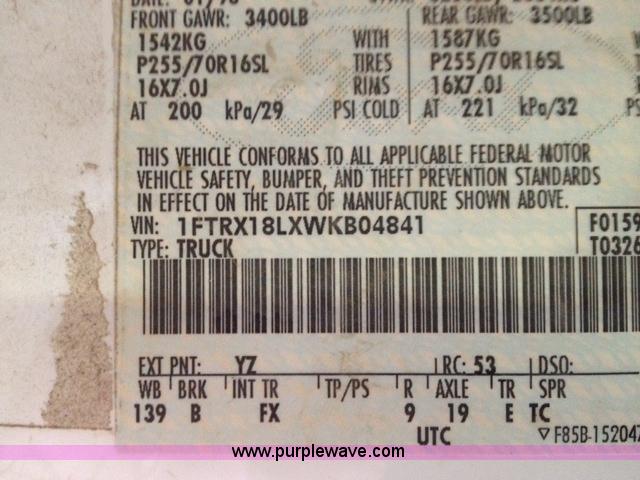 FRONT GAWR: 3400LB REAR GAWR: 3500LB
1542KG WITH 1587KG
P255/70R16SL TIRES P255/70R16SL
16X7.0J RIMS 16X7.0J
AT 200 kPa/29 PSI COLD AT 221 kPa/32
THIS VEHICLE CONFORMS TO ALL APPLICABLE FEDERAL MOTOR
VEHICLE SAFETY, BUMPER, AND THEFT PREVENTION STANDARDS
IN EFFECT ON THE DATE OF MANUFACTURE SHOWN ABOVE.
VIN: 1FTRX18LXWKB04841 F0159
TYPE: TRUCK T0326
EXT PNT: YZ RC: 53 DSO:
WB BRK INT TR TP/PS R AXLE TR SPR
139 B FX 9 19 E TC
UTC ▽F85B-152047
www.purplewave.com